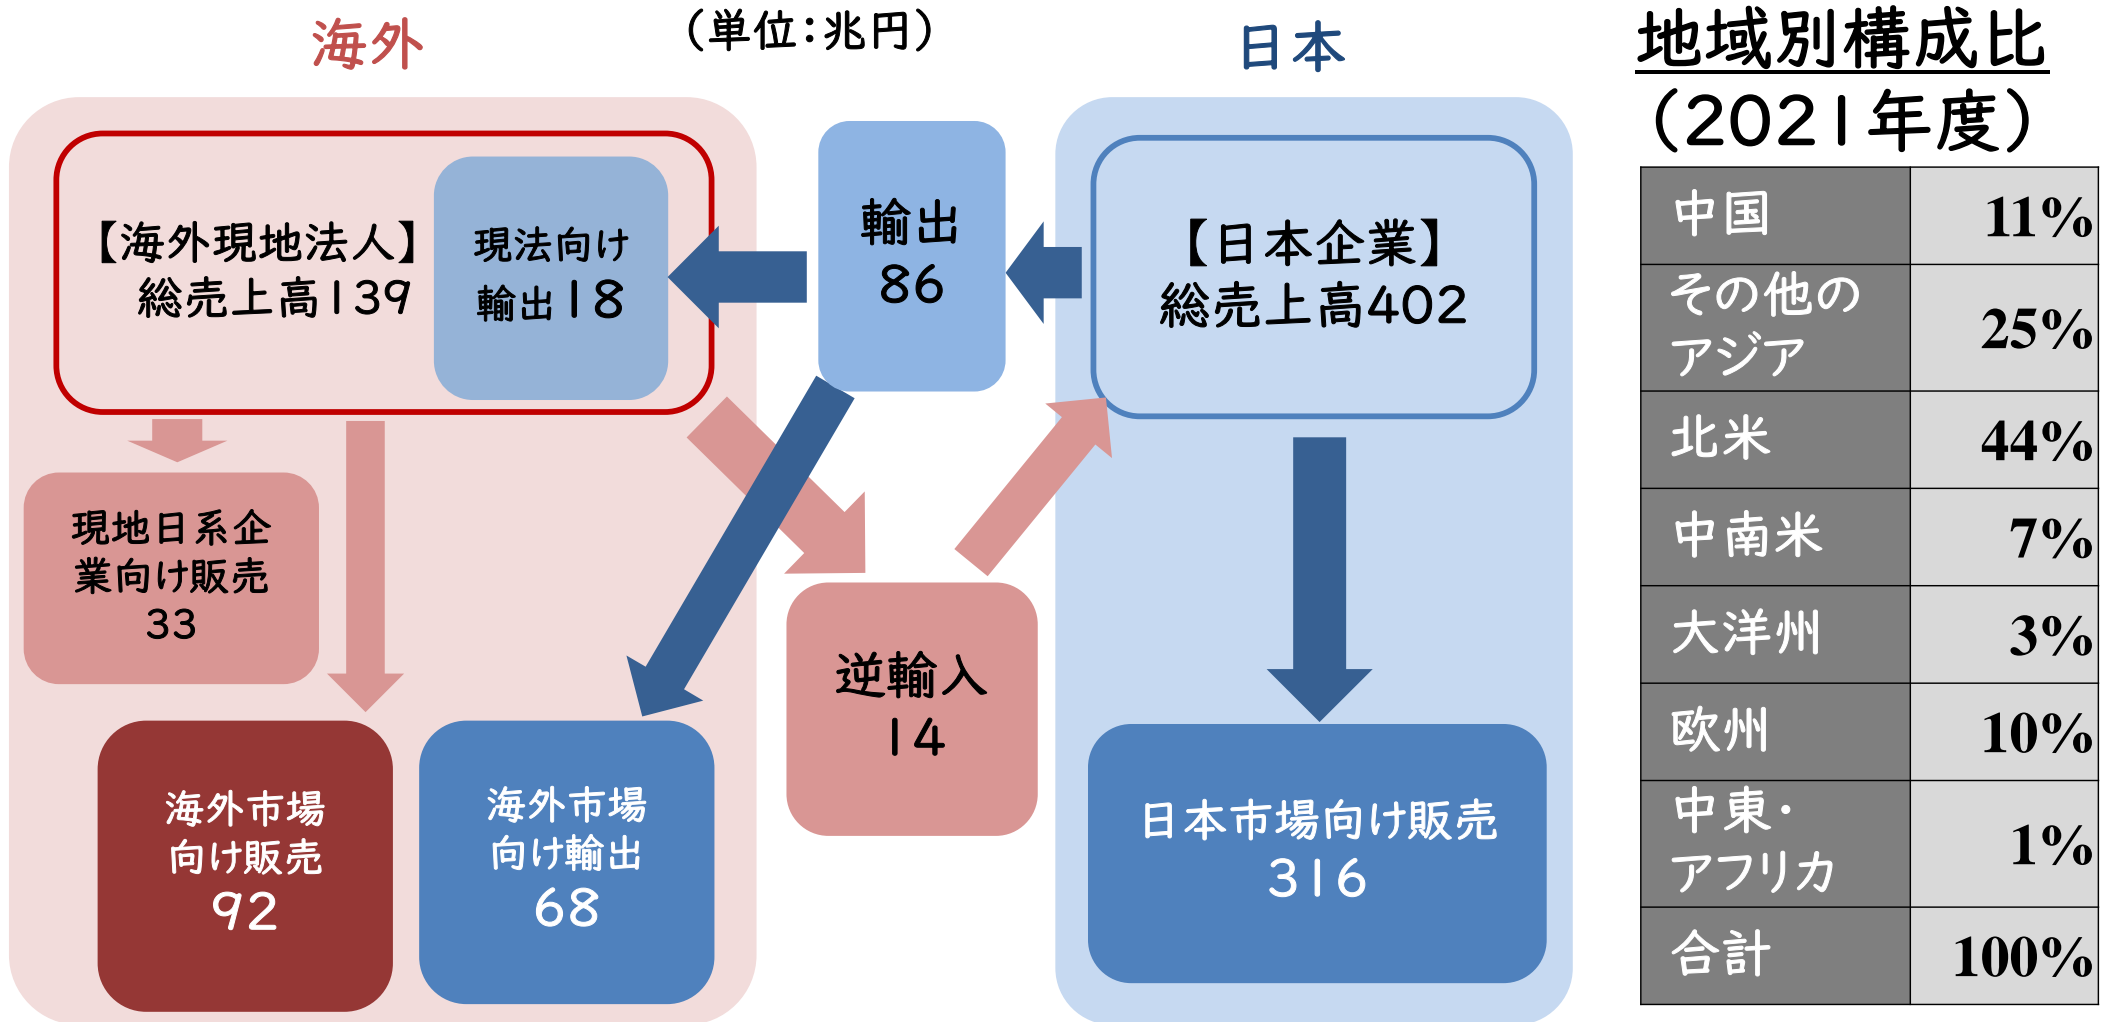 海外
（単位：兆円）
日本
【海外現地法人】
総売上高139
現法向け
輸出18
輸出
86
【日本企業】
総売上高402
現地日系企
業向け販売
33
逆輸入
14
海外市場
向け販売
92
海外市場
向け輸出
68
日本市場向け販売
316
地域別構成比
（2021年度）
中国 11%
その他の
アジア 25%
北米 44%
中南米 7%
大洋州 3%
欧州 10%
中東・
アフリカ 1%
合計 100%